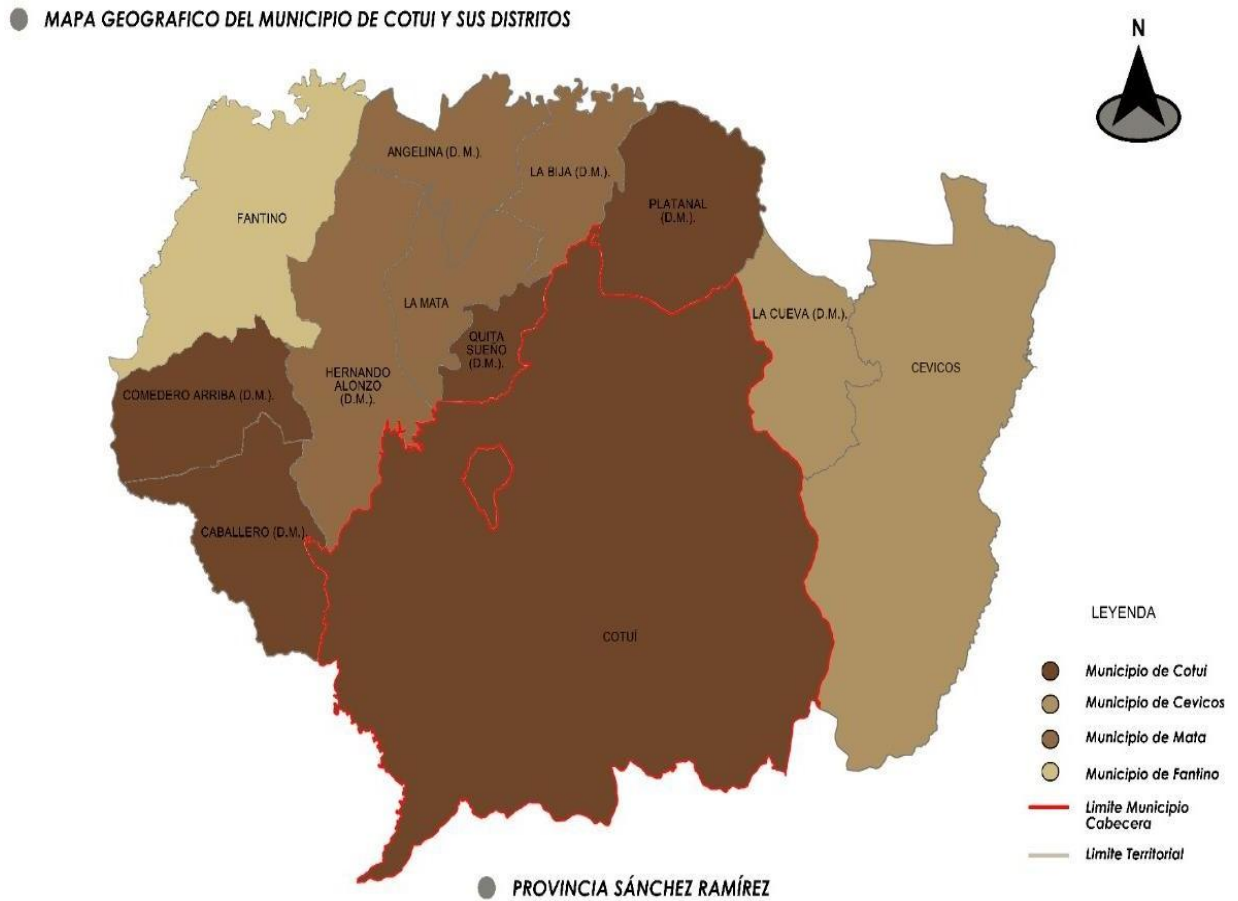 MAPA GEOGRAFICO DEL MUNICIPIO DE COTUI Y SUS DISTRITOS
N
ANGELINA (D. M.).
LA BIJA (D.M.).
FANTINO
PLATANAL
(D.M.).
LA MATA
LA CUEVA (D.M.).
QUITA
SUEÑO
(D.M.).
CEVICOS
HERNANDO
ALONZO
(D.M.).
COMEDERO ARRIBA (D.M.).
CABALLERO (D.M.).
COTUÍ
LEYENDA
Municipio de Cotuí
Municipio de Cevicos
Municipio de Mata
Municipio de Fantino
Limite Municipio
Cabecera
Limite Territorial
PROVINCIA SÁNCHEZ RAMÍREZ